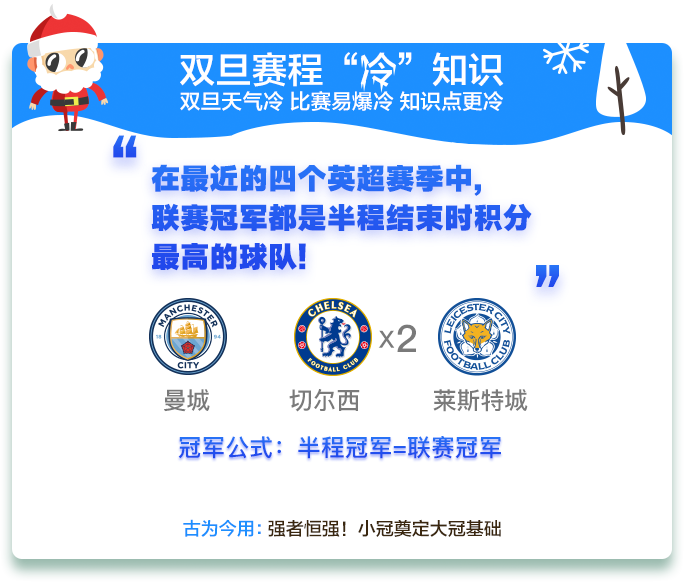 双旦赛程“冷”知识
双旦天气冷 比赛易爆冷 知识点更冷
“
在最近的四个英超赛季中，
联赛冠军都是半程结束时积分
最高的球队！
”
MANCHESTER
18 94
CITY
CHELSEA
FOOTBALL CLUB
x2
LEICESTER CITY
FOOTBALL CLUB
曼城
切尔西
莱斯特城
冠军公式：半程冠军=联赛冠军
古为今用：强者恒强！小冠奠定大冠基础